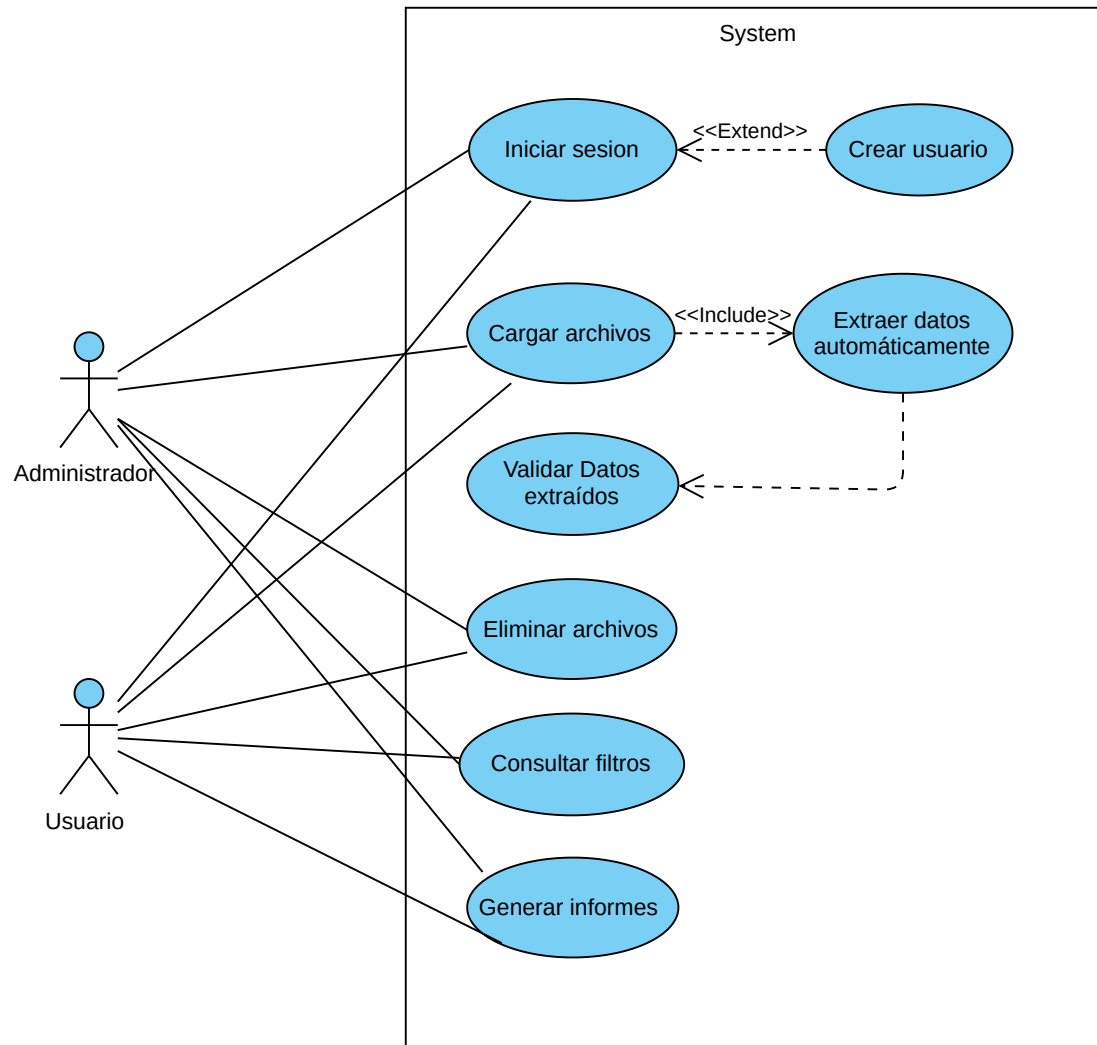 System
Iniciar sesion
<<Extend>>
Crear usuario
Cargar archivos
<<Include>>
Extraer datos
automáticamente
Administrador
Validar Datos
extraídos
Eliminar archivos
Usuario
Consultar filtros
Generar informes